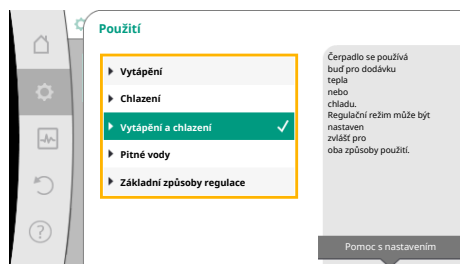 Použití
Vytápění
Chlazení
Vytápění a chlazení
Pitné vody
Základní způsoby regulace
Čerpadlo se používá
buď pro dodávku
tepla
nebo
chladu.
Regulační režim může být
nastaven
zvlášť pro
oba způsoby použití.
Pomoc s nastavením